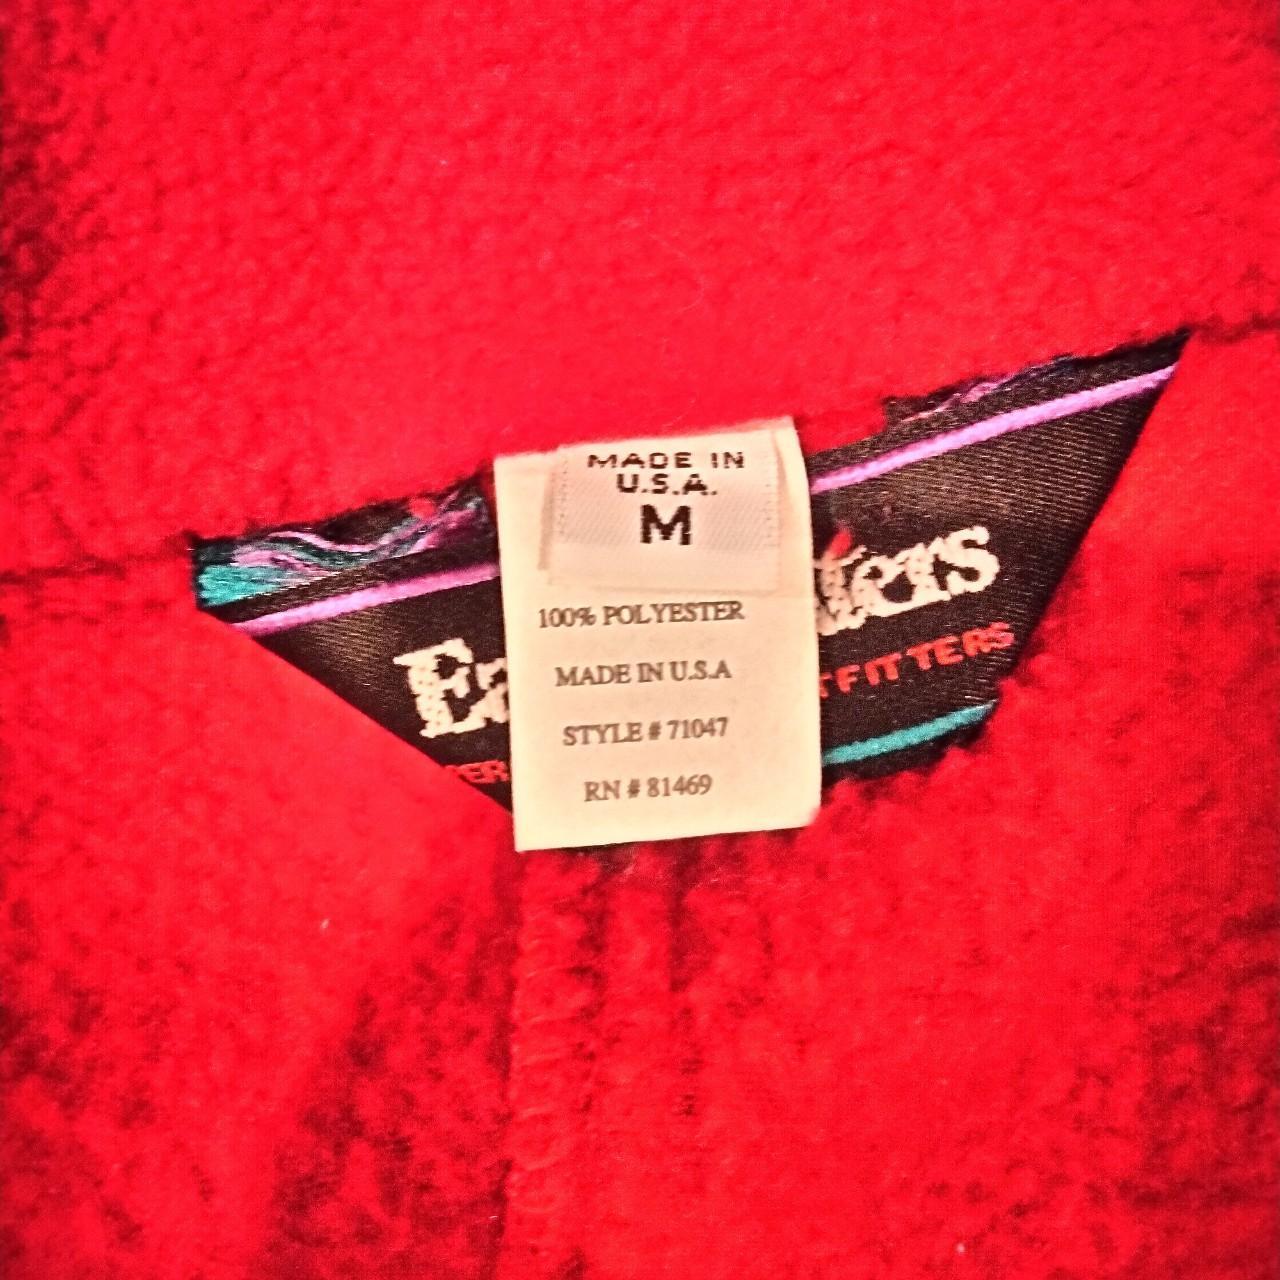 MADE IN
U.S.A.
M
100% POLYESTER
MADE IN U.S.A
STYLE # 71047
RN # 81469